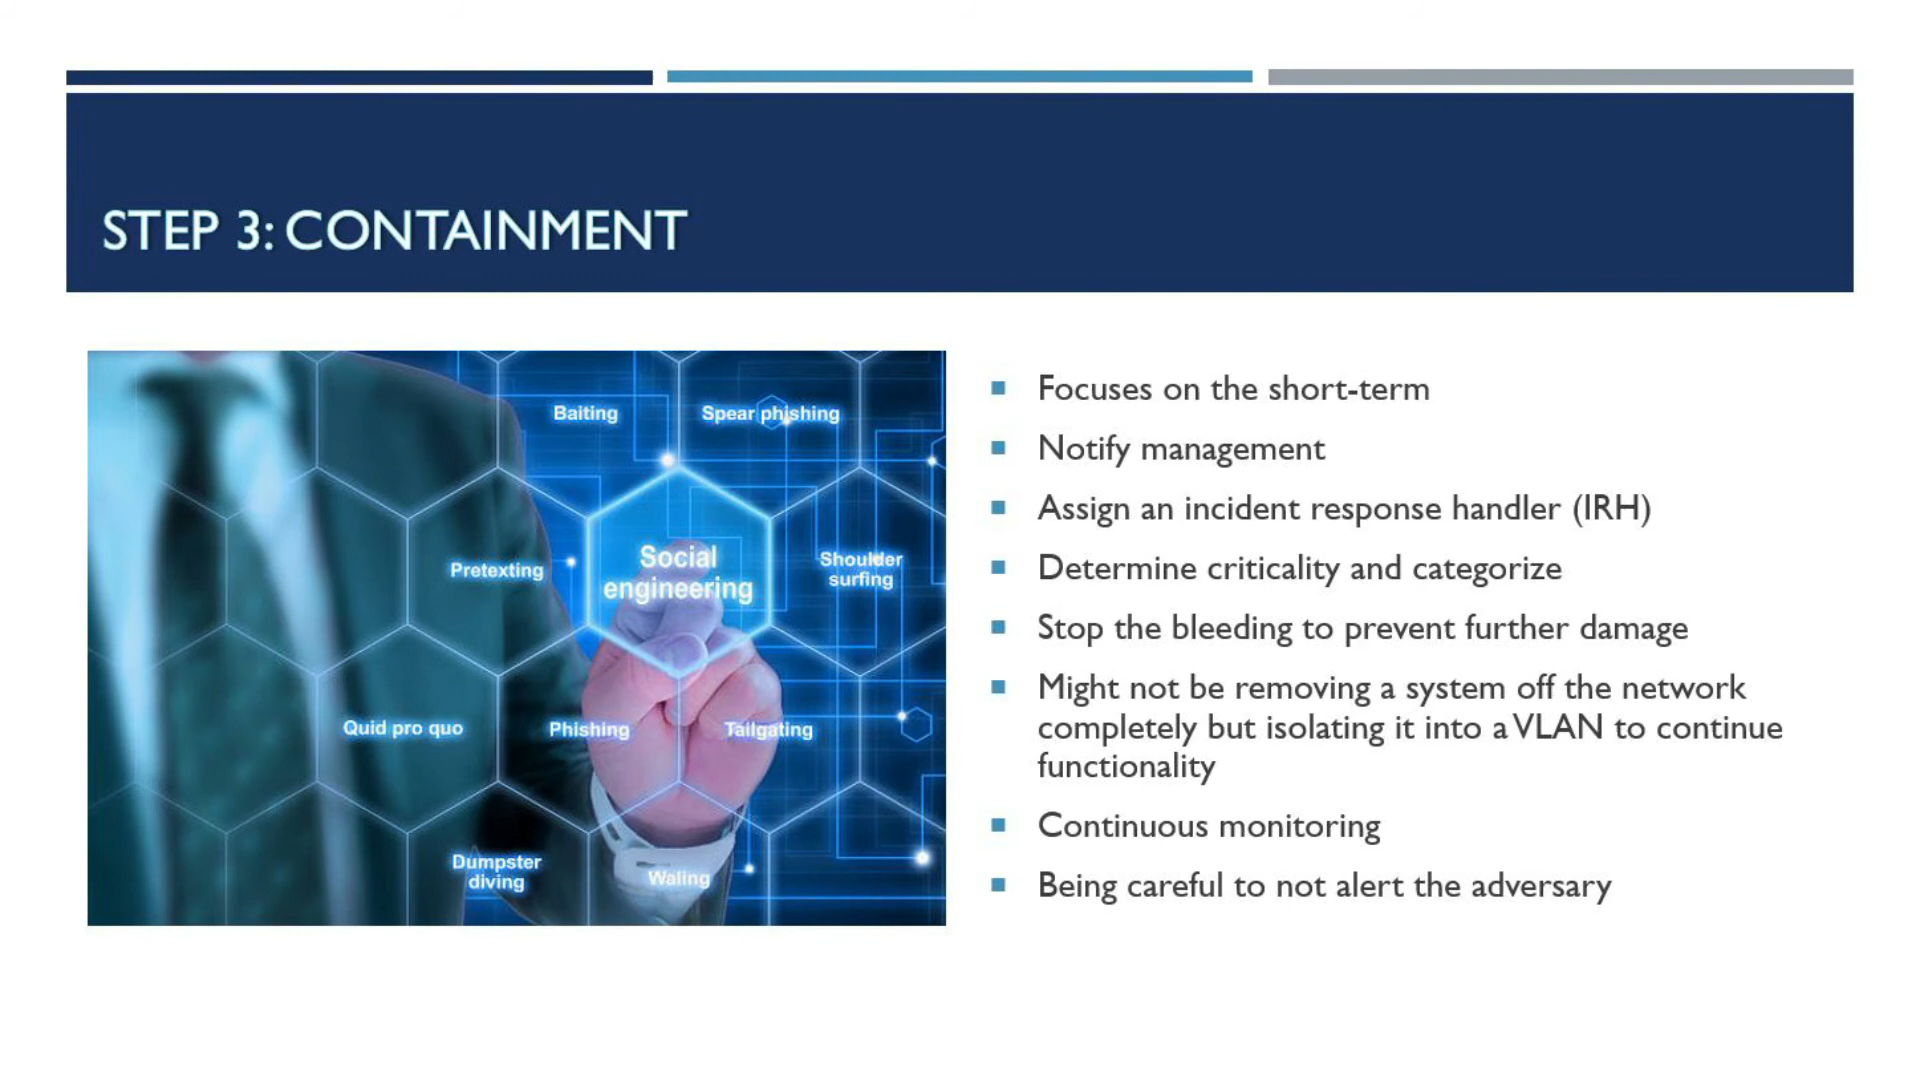 STEP 3: CONTAINMENT
Baiting
Spear phishing
Pretexting
Social
engineering
Shoulder
surfing
Quid pro quo
Phishing
Tailgating
Dumpster
diving
Waling
Focuses on the short-term
Notify management
Assign an incident response handler (IRH)
Determine criticality and categorize
Stop the bleeding to prevent further damage
Might not be removing a system off the network
completely but isolating it into a VLAN to continue
functionality
Continuous monitoring
Being careful to not alert the adversary